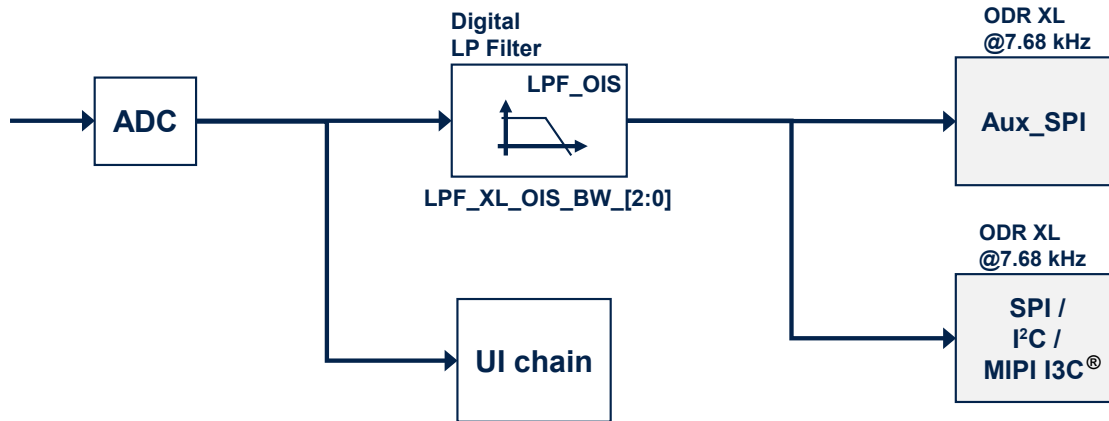 Digital
LP Filter
ODR XL
@7.68 kHz
ADC
LPF_OIS
Aux_SPI
LPF_XL_OIS_BW_[2:0]
ODR XL
@7.68 kHz
UI chain
SPI /
I²C /
MIPI I3C®